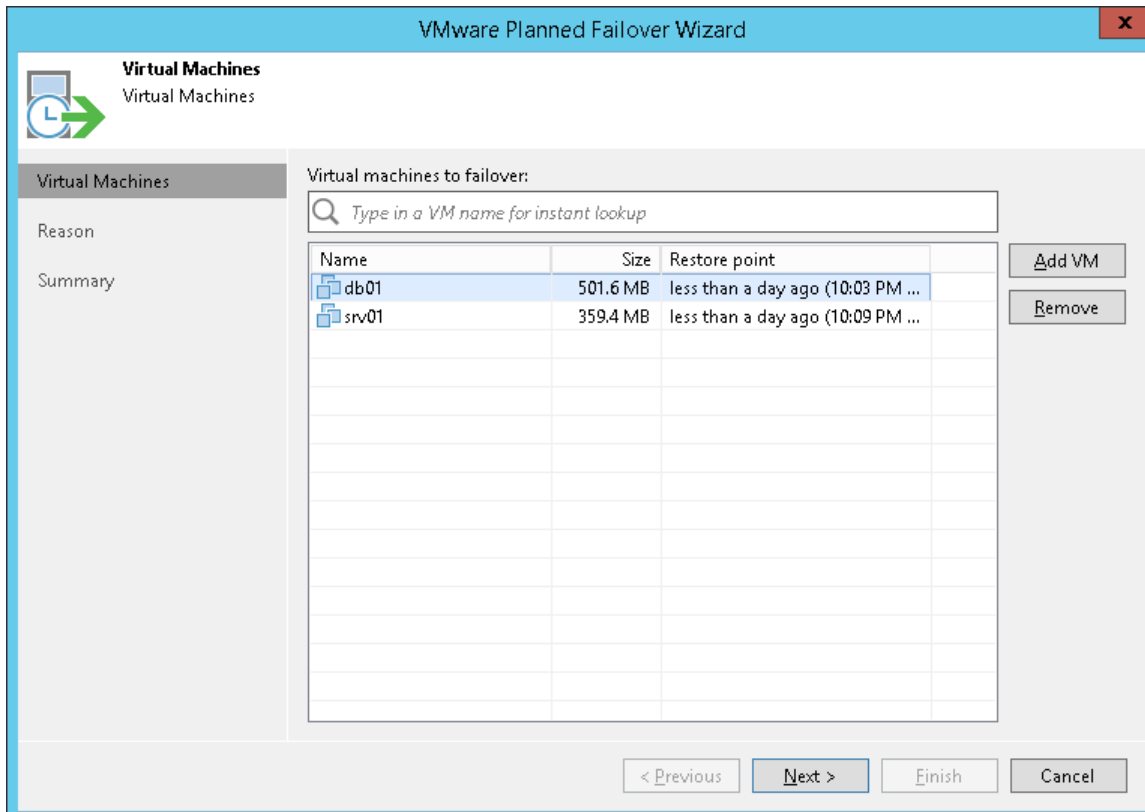 VMware Planned Failover Wizard
x
Virtual Machines
Virtual Machines
Virtual Machines
Reason
Summary
Virtual machines to failover:
Type in a VM name for instant lookup
Name Size Restore point
db01 501.6 MB less than a day ago (10:03 PM ...
srv01 359.4 MB less than a day ago (10:09 PM ...
Add VM
Remove
< Previous Next > Finish Cancel